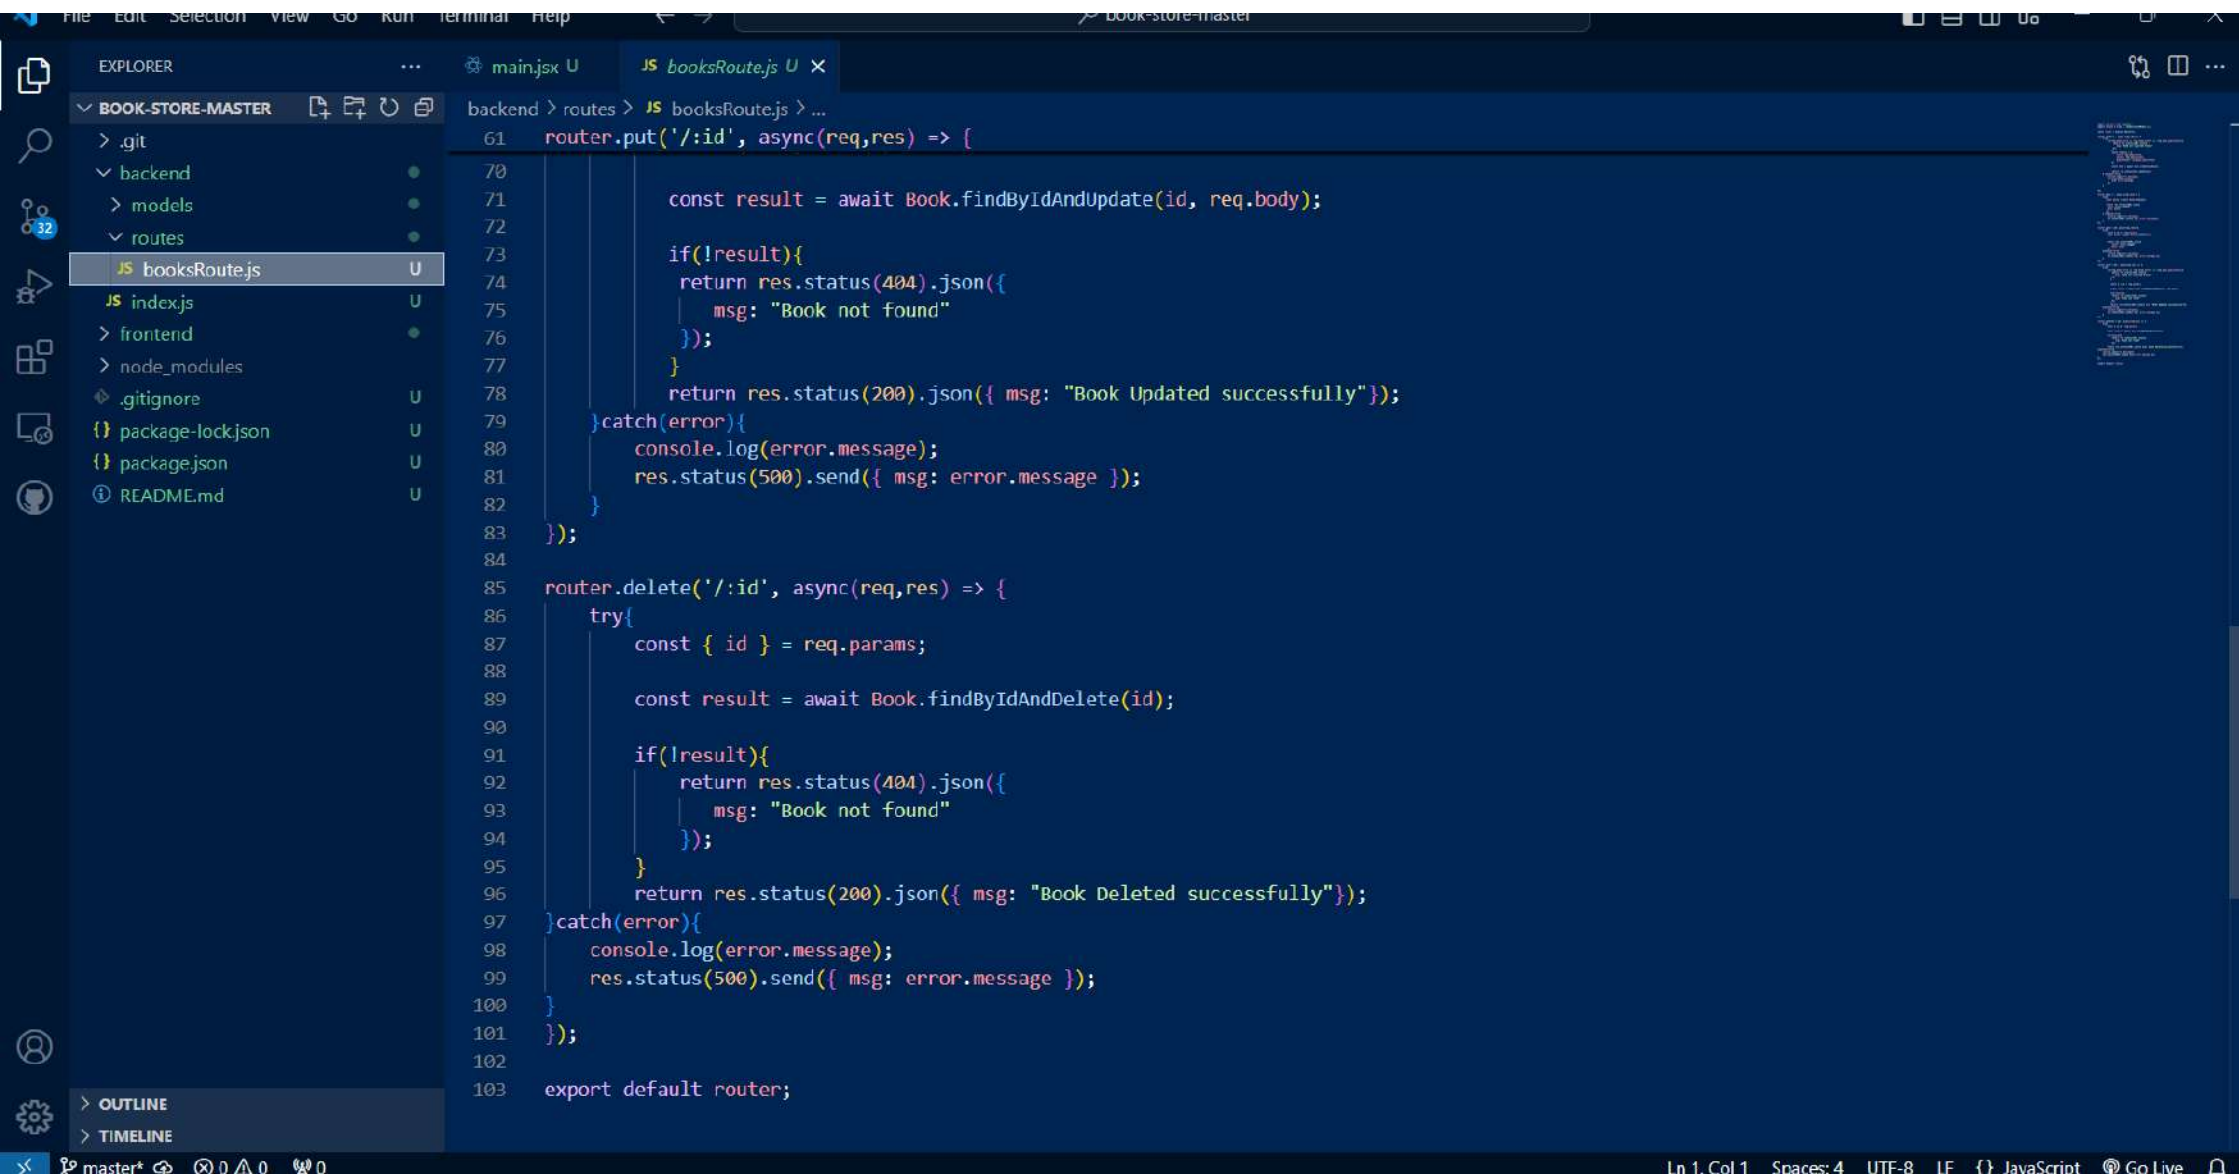 File Edit Selection View Go Run Terminal Help
book-store-master
EXPLORER
main.jsx U
JS booksRoute.js U
BOOK-STORE-MASTER
backend > routes > JS booksRoute.js > ...
.git
backend
models
routes
JS booksRoute.js U
JS index.js U
frontend
node_modules
.gitignore U
{} package-lock.json U
{} package.json U
README.md U
32
61 router.put('/:id', async(req,res) => {
70
71 const result = await Book.findByIdAndUpdate(id, req.body);
72
73 if(!result){
74 return res.status(404).json({
75 msg: "Book not found"
76 });
77 }
78 return res.status(200).json({ msg: "Book Updated successfully"});
79 }catch(error){
80 console.log(error.message);
81 res.status(500).send({ msg: error.message });
82 }
83 });
84
85 router.delete('/:id', async(req,res) => {
86 try{
87 const { id } = req.params;
88
89 const result = await Book.findByIdAndDelete(id);
90
91 if(!result){
92 return res.status(404).json({
93 msg: "Book not found"
94 });
95 }
96 return res.status(200).json({ msg: "Book Deleted successfully"});
97 }catch(error){
98 console.log(error.message);
99 res.status(500).send({ msg: error.message });
100 }
101 });
102
103 export default router;
OUTLINE
TIMELINE
master* 0 0 0
Ln 1, Col 1 Spaces: 4 UTF-8 LF {} JavaScript Go Live